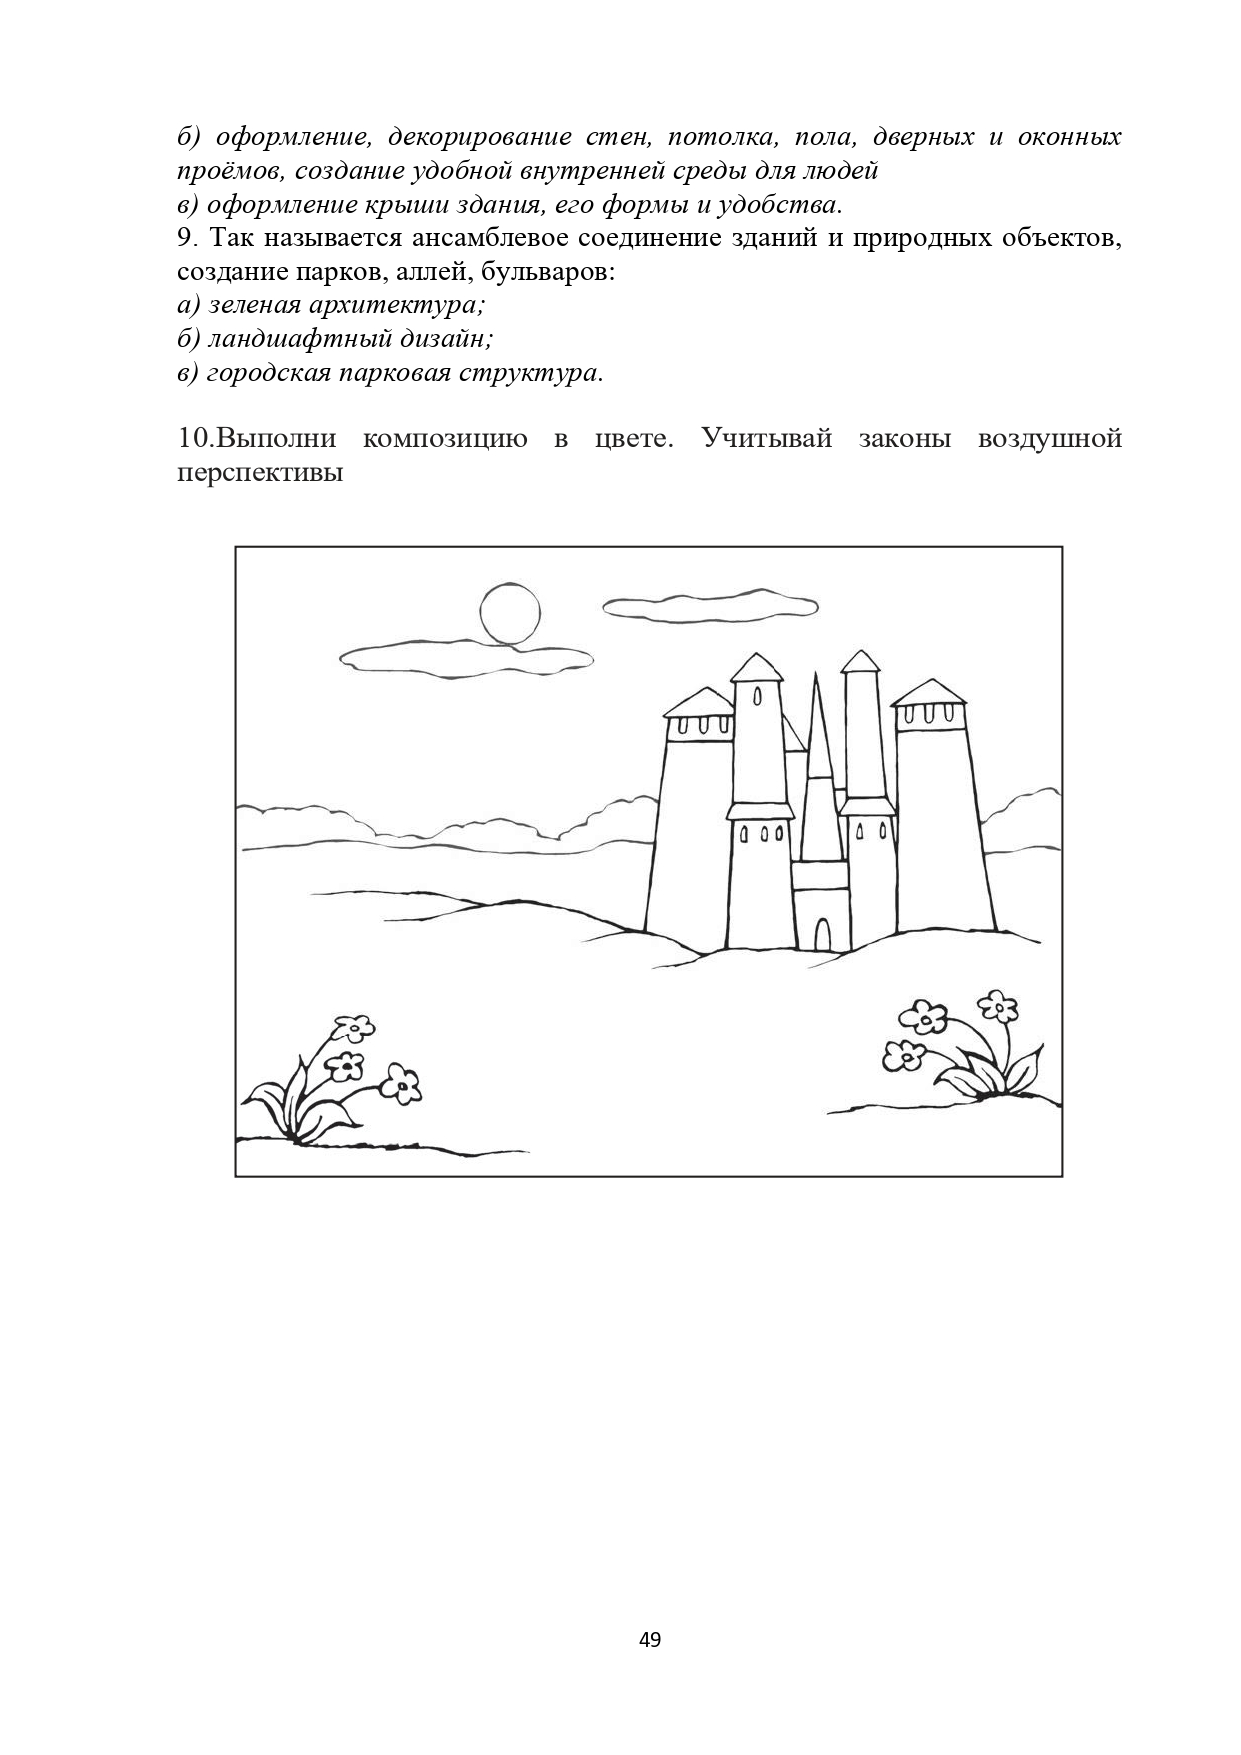 б) оформление, декорирование стен, потолка, пола, дверных и оконных
проёмов, создание удобной внутренней среды для людей
в) оформление крыши здания, его формы и удобства.
9. Так называется ансамблевое соединение зданий и природных объектов,
создание парков, аллей, бульваров:
а) зеленая архитектура;
б) ландшафтный дизайн;
в) городская парковая структура.
10.Выполни композицию в цвете. Учитывай законы воздушной
перспективы
49